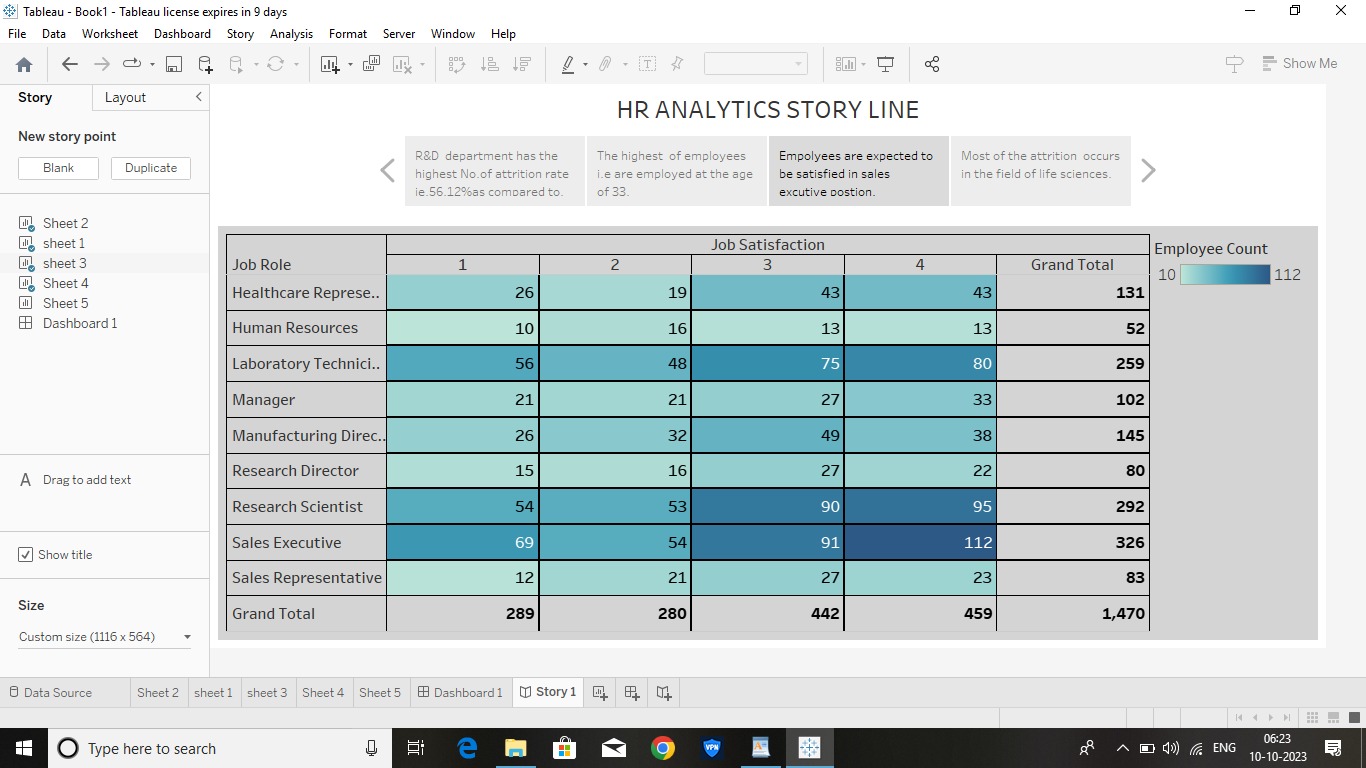 Tableau - Book1 - Tableau license expires in 9 days
File Data Worksheet Dashboard Story Analysis Format Server Window Help
Show Me
Story Layout
New story point
Blank Duplicate
Sheet 2
sheet 1
sheet 3
Sheet 4
Sheet 5
Dashboard 1
A Drag to add text
Show title
Size
Custom size (1116 x 564)
HR ANALYTICS STORY LINE
R&D department has the
highest No.of attrition rate
ie.56.12%as compared to.
The highest of employees
i.e are employed at the age
of 33.
Empolyees are expected to
be satisfied in sales
excutive postion.
Most of the attrition occurs
in the field of life sciences.
Job Satisfaction
Job Role 1 2 3 4 Grand Total
Healthcare Represe.. 26 19 43 43 131
Human Resources 10 16 13 13 52
Laboratory Technici.. 56 48 75 80 259
Manager 21 21 27 33 102
Manufacturing Direc.. 26 32 49 38 145
Research Director 15 16 27 22 80
Research Scientist 54 53 90 95 292
Sales Executive 69 54 91 112 326
Sales Representative 12 21 27 23 83
Grand Total 289 280 442 459 1,470
Employee Count
10 112
Data Source Sheet 2 sheet 1 sheet 3 Sheet 4 Sheet 5 Dashboard 1 Story 1
Type here to search
VPN
ENG
06:23
10-10-2023